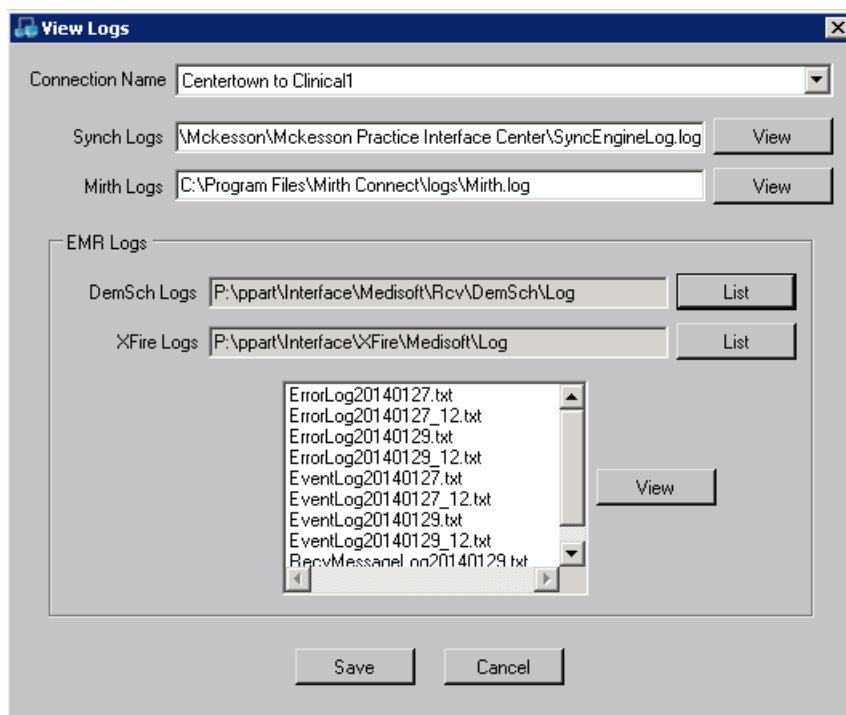 View Logs
Connection Name Centertown to Clinical1
Synch Logs \Mckesson\Mckesson Practice Interface Center\SyncEngineLog.log View
Mirth Logs C:\Program Files\Mirth Connect\logs\Mirth.log View
EMR Logs
DemSch Logs P:\ppart\Interface\Medisoft\Rcv\DemSch\Log List
XFire Logs P:\ppart\Interface\XFire\Medisoft\Log List
ErrorLog20140127.txt
ErrorLog20140127_12.txt
ErrorLog20140129.txt
ErrorLog20140129_12.txt
EventLog20140127.txt
EventLog20140127_12.txt
View
EventLog20140129.txt
EventLog20140129_12.txt
RecvMessageLog20140129.txt
Save Cancel